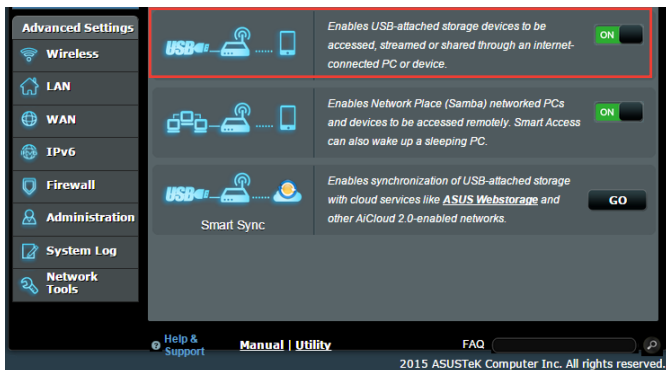 Advanced Settings
Wireless
LAN
WAN
IPv6
Firewall
Administration
System Log
Network
Tools
USB
Enables USB-attached storage devices to be
accessed, streamed or shared through an internet-
connected PC or device.
ON
Enables Network Place (Samba) networked PCs
and devices to be accessed remotely. Smart Access
can also wake up a sleeping PC.
ON
USB
Smart Sync
Enables synchronization of USB-attached storage
with cloud services like ASUS Webstorage and
other AiCloud 2.0-enabled networks.
GO
Help &
Support
Manual | Utility
FAQ
2015 ASUSTeK Computer Inc. All rights reserved.